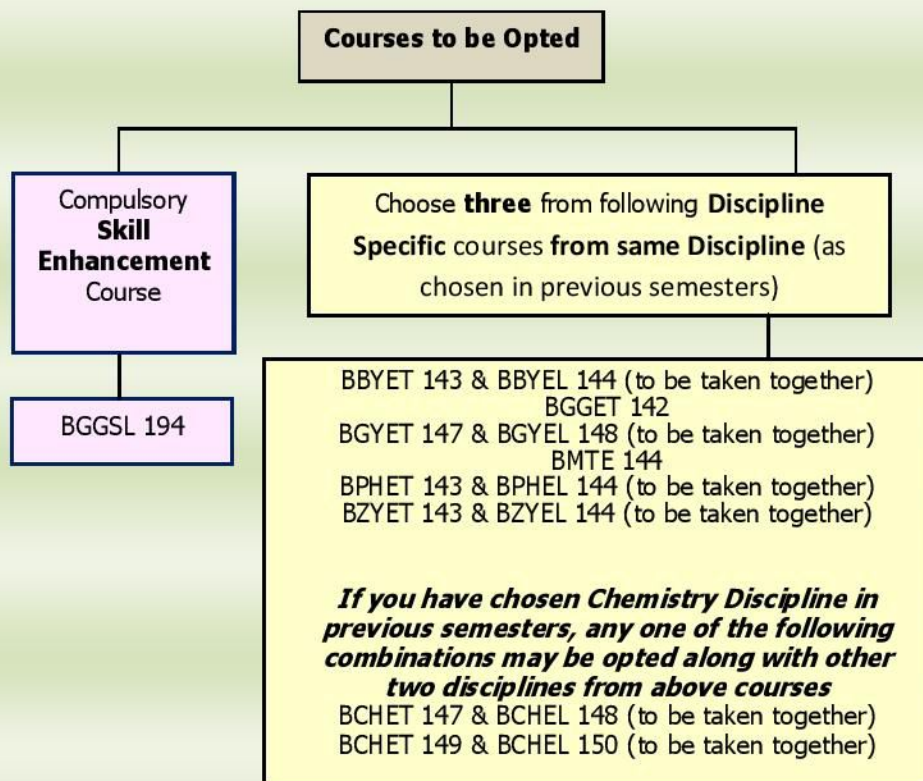 Courses to be Opted
Compulsory
Skill
Enhancement
Course
BGGSL 194
Choose three from following Discipline
Specific courses from same Discipline (as
chosen in previous semesters)
BBYET 143 & BBYEL 144 (to be taken together)
BGGET 142
BGYET 147 & BGYEL 148 (to be taken together)
BMTE 144
BPHET 143 & BPHEL 144 (to be taken together)
BZYET 143 & BZYEL 144 (to be taken together)
If you have chosen Chemistry Discipline in
previous semesters, any one of the following
combinations may be opted along with other
two disciplines from above courses
BCHET 147 & BCHEL 148 (to be taken together)
BCHET 149 & BCHEL 150 (to be taken together)